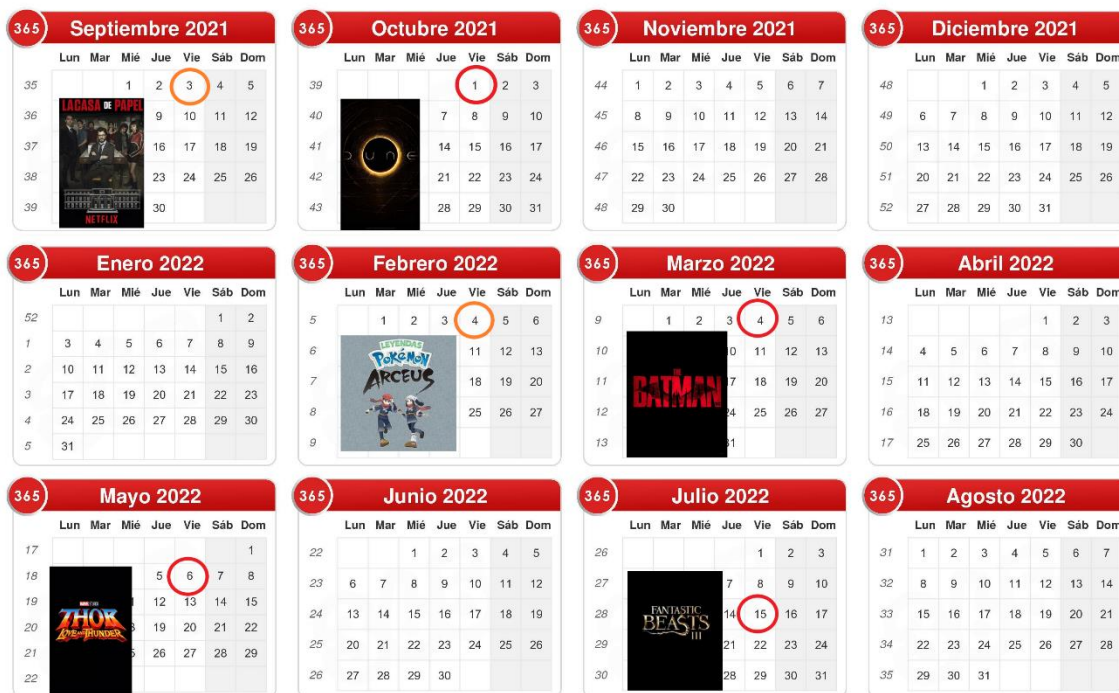 365 Septiembre 2021
Lun Mar Mié Jue Vie Sáb Dom
35 1 2 3 4 5
36 9 10 11 12
37 16 17 18 19
38 23 24 25 26
39 30
LA CASA DE PAPEL
NETFLIX
365 Octubre 2021
Lun Mar Mié Jue Vie Sáb Dom
39 1 2 3
40 7 8 9 10
41 14 15 16 17
42 21 22 23 24
43 28 29 30 31
DUNE
365 Noviembre 2021
Lun Mar Mié Jue Vie Sáb Dom
44 1 2 3 4 5 6 7
45 8 9 10 11 12 13 14
46 15 16 17 18 19 20 21
47 22 23 24 25 26 27 28
48 29 30
365 Diciembre 2021
Lun Mar Mié Jue Vie Sáb Dom
48 1 2 3 4 5
49 6 7 8 9 10 11 12
50 13 14 15 16 17 18 19
51 20 21 22 23 24 25 26
52 27 28 29 30 31
365 Enero 2022
Lun Mar Mié Jue Vie Sáb Dom
52 1 2
1 3 4 5 6 7 8 9
2 10 11 12 13 14 15 16
3 17 18 19 20 21 22 23
4 24 25 26 27 28 29 30
5 31
365 Febrero 2022
Lun Mar Mié Jue Vie Sáb Dom
5 1 2 3 4 5 6
6 11 12 13
7 18 19 20
8 25 26 27
9
LEYENDAS
POKÉMON
ARCEUS
365 Marzo 2022
Lun Mar Mié Jue Vie Sáb Dom
9 1 2 3 4 5 6
10 11 12 13
11 18 19 20
12 25 26 27
13
THE
BATMAN
365 Abril 2022
Lun Mar Mié Jue Vie Sáb Dom
13 1 2 3
14 4 5 6 7 8 9 10
15 11 12 13 14 15 16 17
16 18 19 20 21 22 23 24
17 25 26 27 28 29 30
365 Mayo 2022
Lun Mar Mié Jue Vie Sáb Dom
17 1
18 5 6 7 8
19 12 13 14 15
20 19 20 21 22
21 26 27 28 29
22
THOR
LOVE AND THUNDER
365 Junio 2022
Lun Mar Mié Jue Vie Sáb Dom
22 1 2 3 4 5
23 6 7 8 9 10 11 12
24 13 14 15 16 17 18 19
25 20 21 22 23 24 25 26
26 27 28 29 30
365 Julio 2022
Lun Mar Mié Jue Vie Sáb Dom
26 1 2 3
27 7 8 9 10
28 14 15 16 17
29 21 22 23 24
30 28 29 30 31
FANTASTIC
BEASTS
III
365 Agosto 2022
Lun Mar Mié Jue Vie Sáb Dom
31 1 2 3 4 5 6 7
32 8 9 10 11 12 13 14
33 15 16 17 18 19 20 21
34 22 23 24 25 26 27 28
35 29 30 31